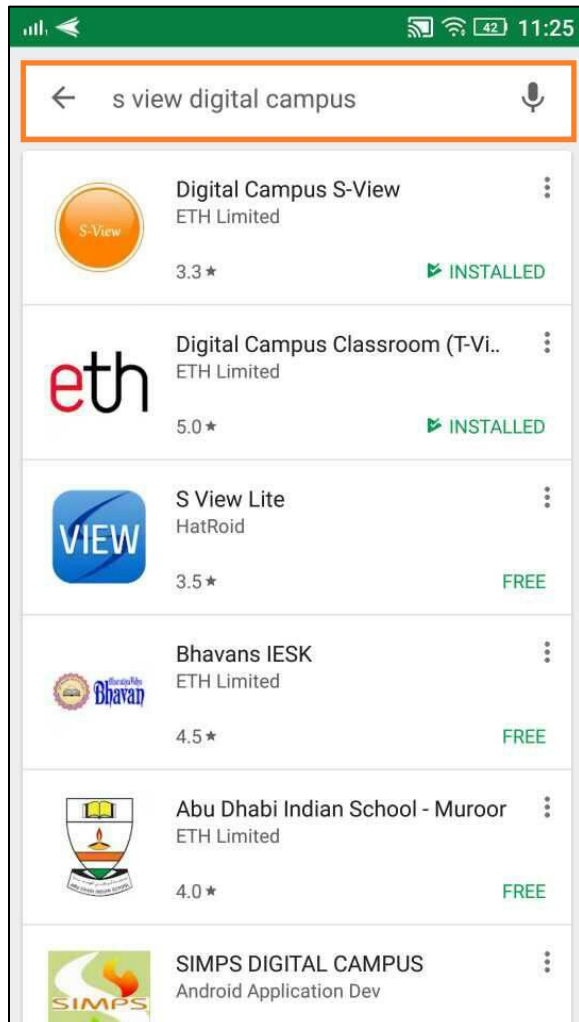 42 11:25
s view digital campus
S-View
Digital Campus S-View
ETH Limited
3.3 ★
INSTALLED
eth
Digital Campus Classroom (T-Vi..
ETH Limited
5.0 ★
INSTALLED
VIEW
S View Lite
HatRoid
3.5 ★
FREE
Bhavan
Bhavans IESK
ETH Limited
4.5 ★
FREE
Abu Dhabi Indian School - Muroor
ETH Limited
4.0 ★
FREE
SIMPS
SIMPS DIGITAL CAMPUS
Android Application Dev